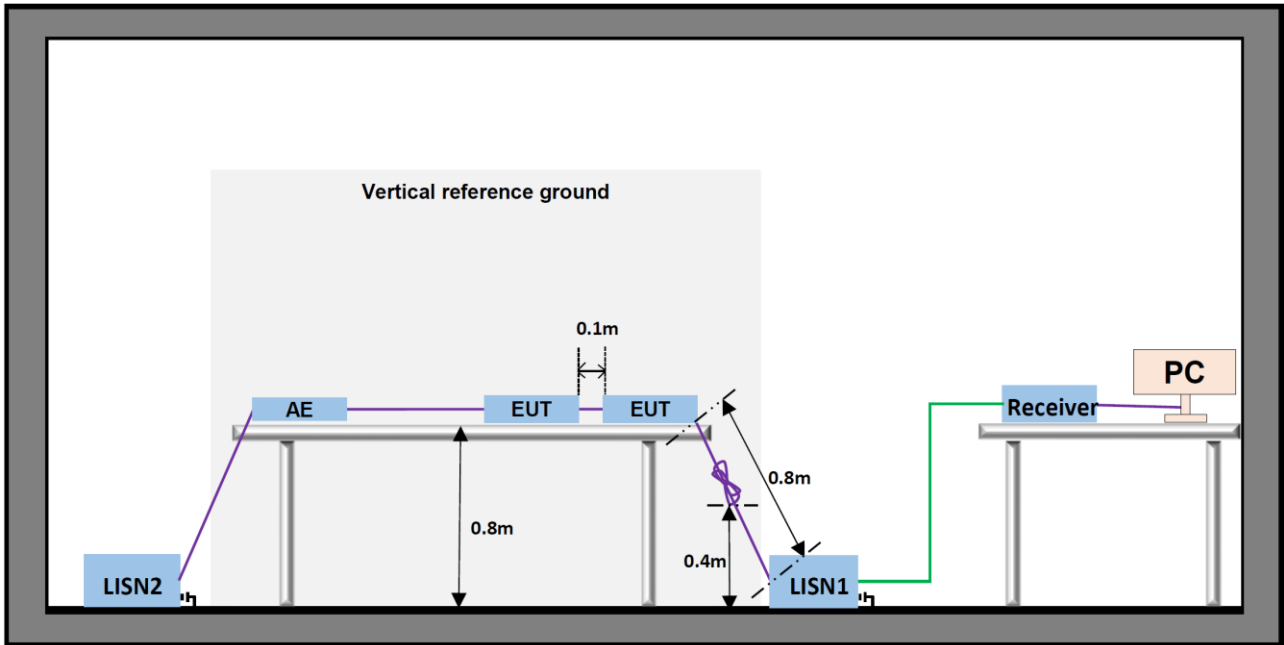 Vertical reference ground
0.1m
PC
AE
EUT
EUT
Receiver
0.8m
0.8m
0.4m
LISN2
LISN1